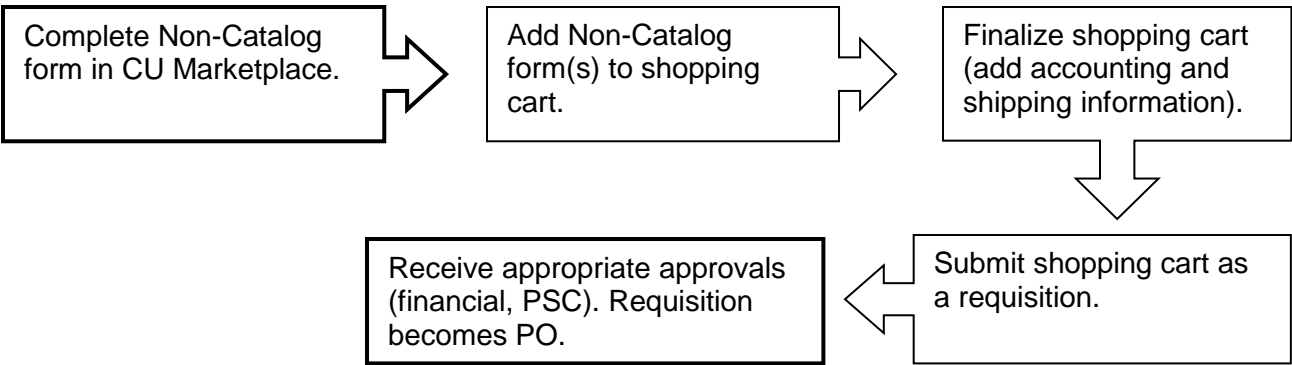 Complete Non-Catalog
form in CU Marketplace.
Add Non-Catalog
form(s) to shopping
cart.
Finalize shopping cart
(add accounting and
shipping information).
Submit shopping cart as
a requisition.
Receive appropriate approvals
(financial, PSC). Requisition
becomes PO.